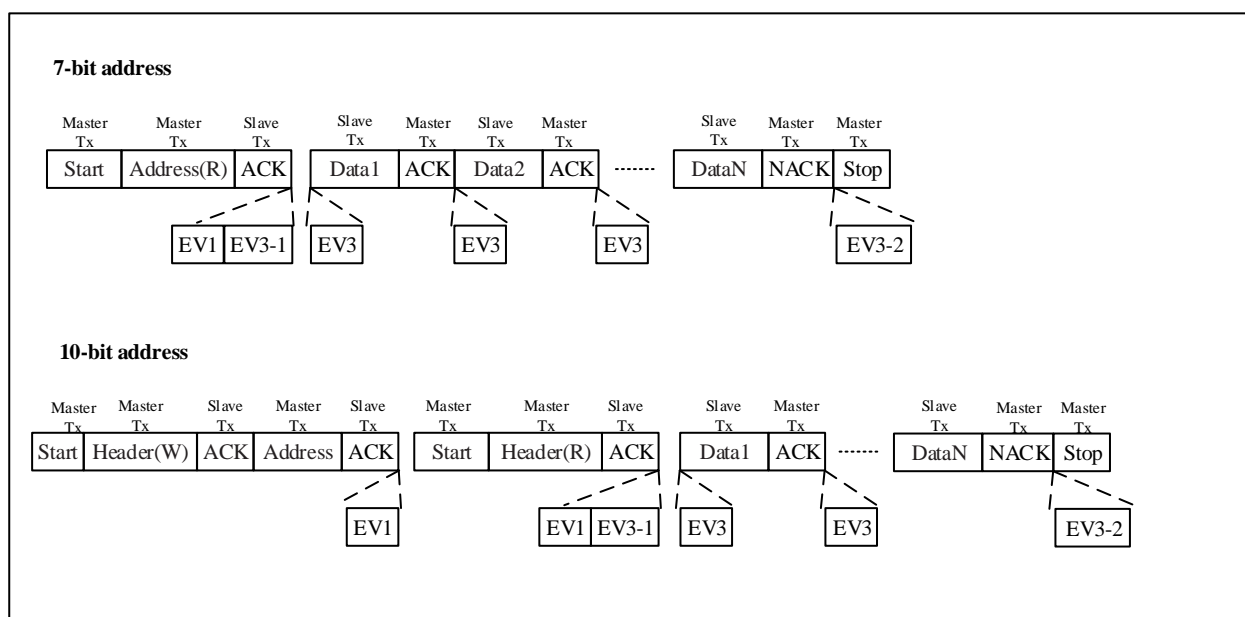 7-bit address
Master Master Slave Slave Master Slave Master Slave Master Master
Tx Tx Tx Tx Tx Tx Tx Tx Tx Tx
Start Address(R) ACK Data1 ACK Data2 ACK ........ DataN NACK Stop
EV1 EV3-1 EV3 EV3 EV3 EV3-2
10-bit address
Master Master Slave Master Slave Master Master Slave Slave Master Slave Master Master
Tx Tx Tx Tx Tx Tx Tx Tx Tx Tx Tx Tx Tx
Start Header(W) ACK Address ACK Start Header(R) ACK Data1 ACK ........ DataN NACK Stop
EV1 EV1 EV3-1 EV3 EV3 EV3-2